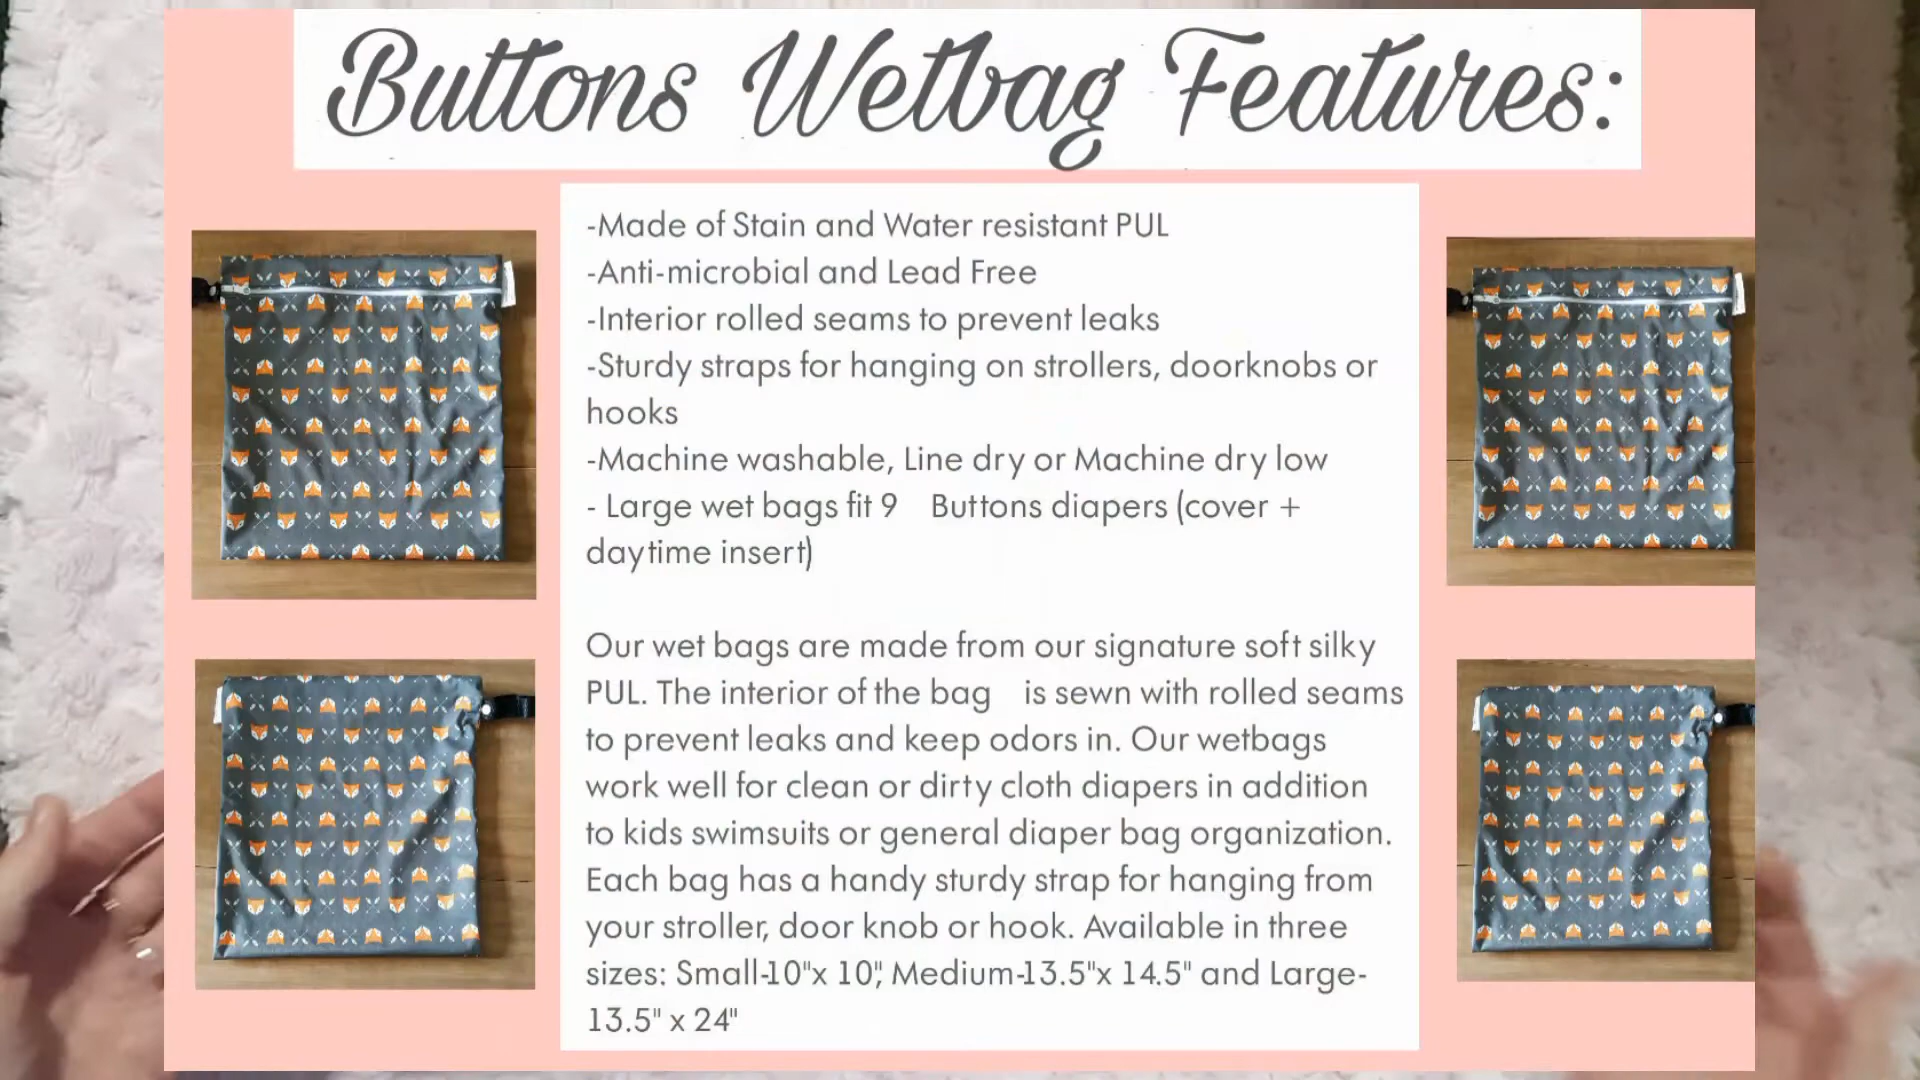 Buttons Wetbag Features:
-Made of Stain and Water resistant PUL
-Anti-microbial and Lead Free
-Interior rolled seams to prevent leaks
-Sturdy straps for hanging on strollers, doorknobs or
hooks
-Machine washable, Line dry or Machine dry low
- Large wet bags fit 9 Buttons diapers (cover +
daytime insert)
Our wet bags are made from our signature soft silky
PUL. The interior of the bag is sewn with rolled seams
to prevent leaks and keep odors in. Our wetbags
work well for clean or dirty cloth diapers in addition
to kids swimsuits or general diaper bag organization.
Each bag has a handy sturdy strap for hanging from
your stroller, door knob or hook. Available in three
sizes: Small-10"x 10", Medium-13.5"x 14.5" and Large-
13.5" x 24"